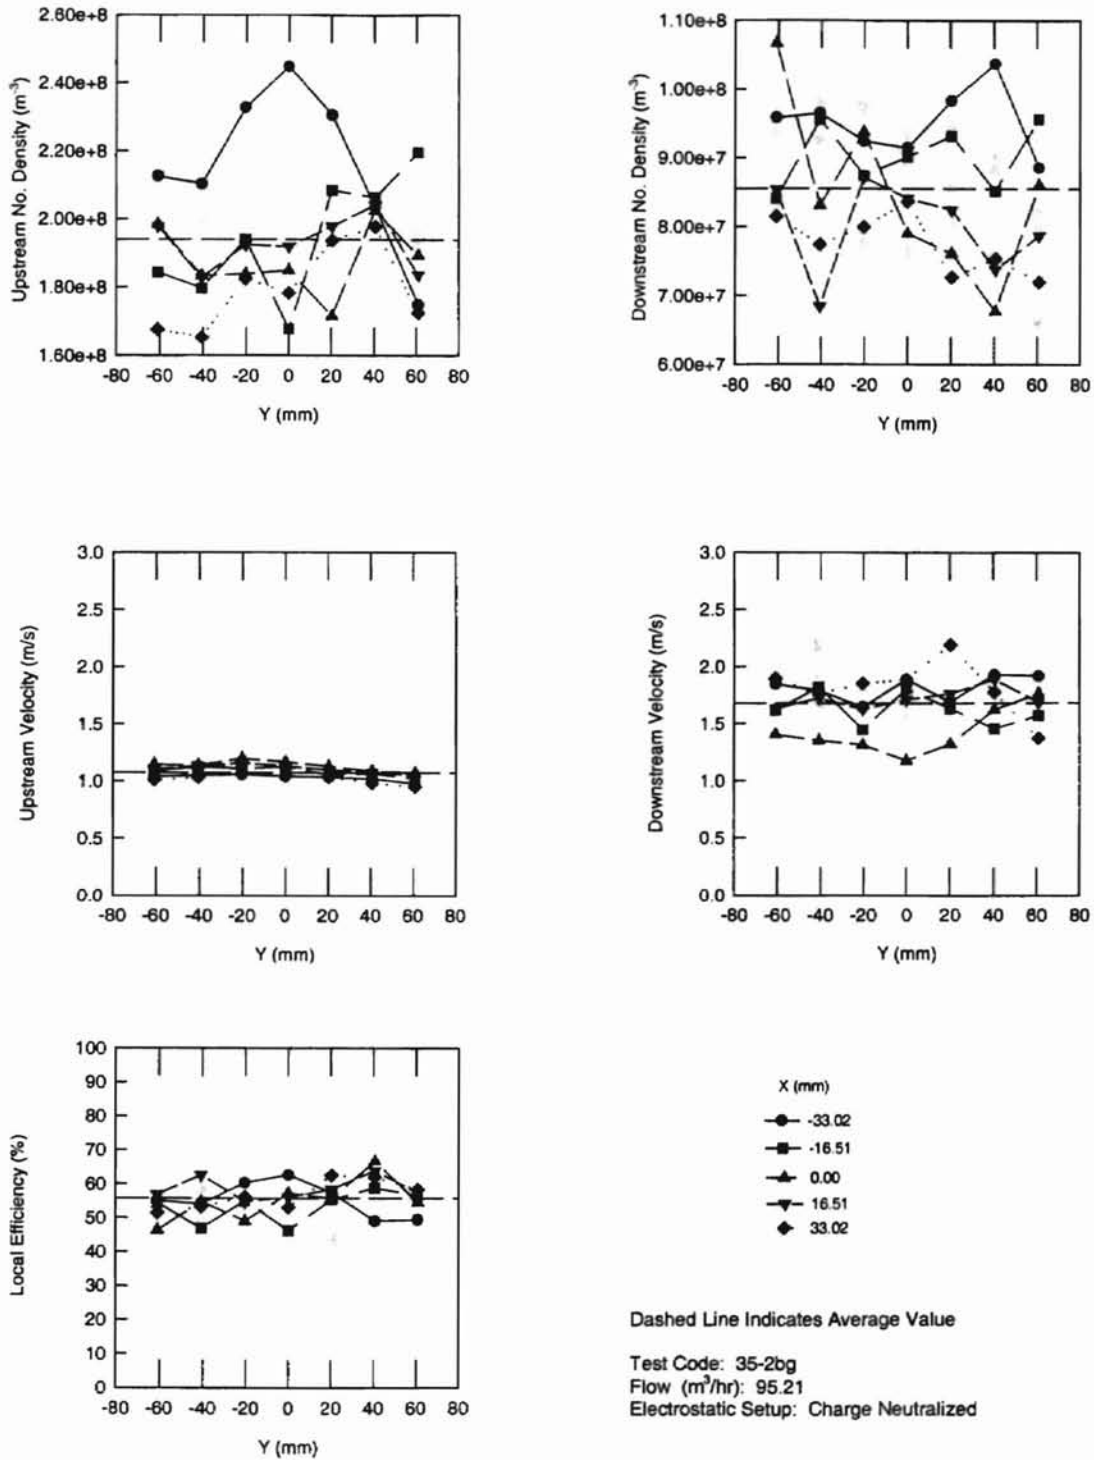 2.60e+8
2.40e+8
2.20e+8
2.00e+8
1.80e+8
1.60e+8
Upstream No. Density (m⁻³)
-80 -60 -40 -20 0 20 40 60 80
Y (mm)
1.10e+8
1.00e+8
9.00e+7
8.00e+7
7.00e+7
6.00e+7
Downstream No. Density (m⁻³)
-80 -60 -40 -20 0 20 40 60 80
Y (mm)
3.0
2.5
2.0
1.5
1.0
0.5
0.0
Upstream Velocity (m/s)
-80 -60 -40 -20 0 20 40 60 80
Y (mm)
3.0
2.5
2.0
1.5
1.0
0.5
0.0
Downstream Velocity (m/s)
-80 -60 -40 -20 0 20 40 60 80
Y (mm)
100
90
80
70
60
50
40
30
20
10
0
Local Efficiency (%)
-80 -60 -40 -20 0 20 40 60 80
Y (mm)
X (mm)
-33.02
-16.51
0.00
16.51
33.02
Dashed Line Indicates Average Value
Test Code: 35-2bg
Flow (m³/hr): 95.21
Electrostatic Setup: Charge Neutralized